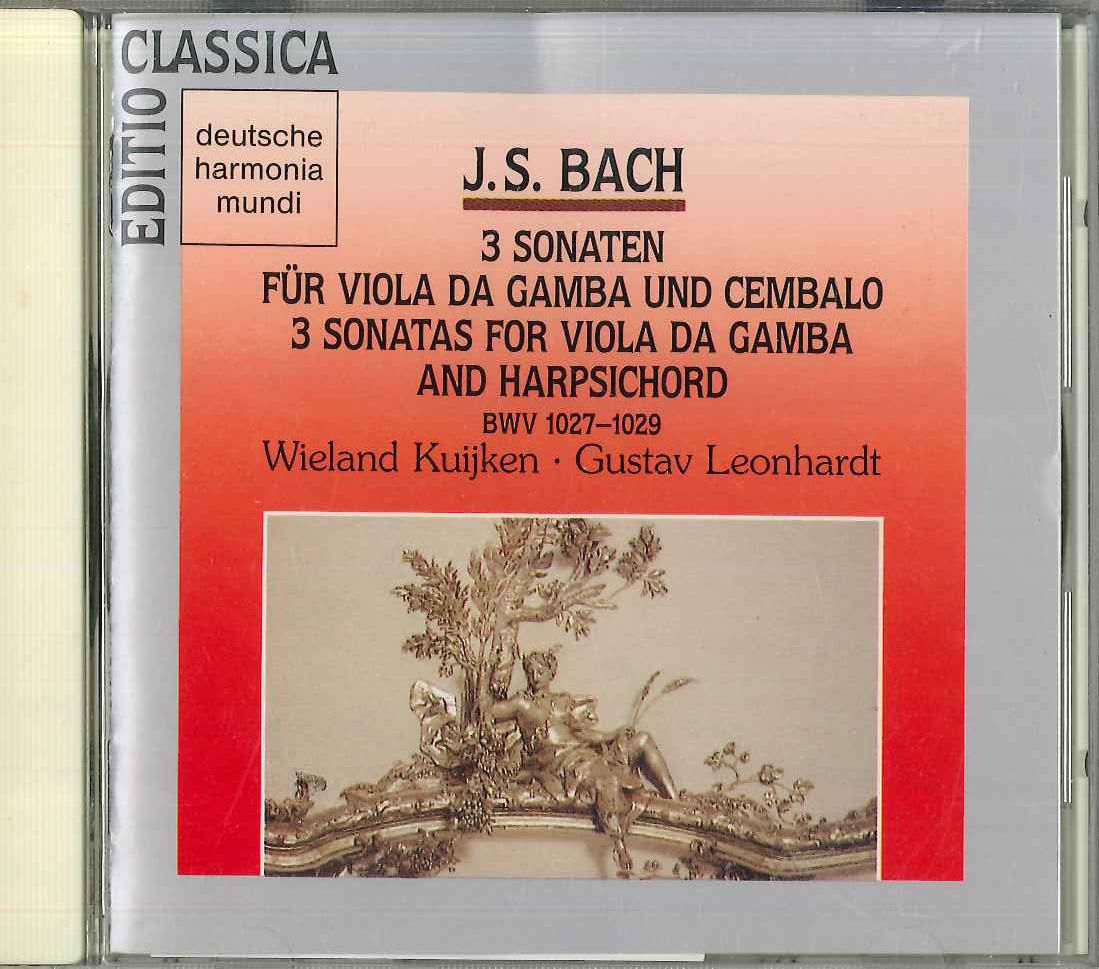 EDITIO CLASSICA
deutsche
harmonia
mundi
J.S. BACH
3 SONATEN
FÜR VIOLA DA GAMBA UND CEMBALO
3 SONATAS FOR VIOLA DA GAMBA
AND HARPSICHORD
BWV 1027–1029
Wieland Kuijken · Gustav Leonhardt